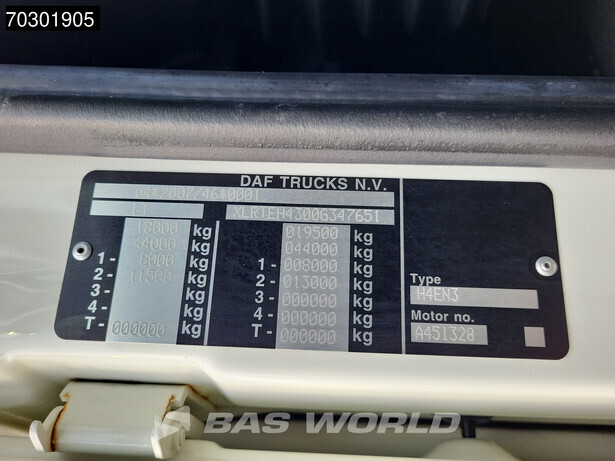 70301905
DAF TRUCKS N.V.
XLRTEH4300G347651
18000 kg 019500 kg
44000 kg 044000 kg
1- 8000 kg 1- 008000 kg
2- 11500 kg 2- 013000 kg
3- kg 3- 000000 kg
4- kg 4- 000000 kg
T- 000000 kg T- 000000 kg
Type
H4EN3
Motor no.
A451328
BAS WORLD